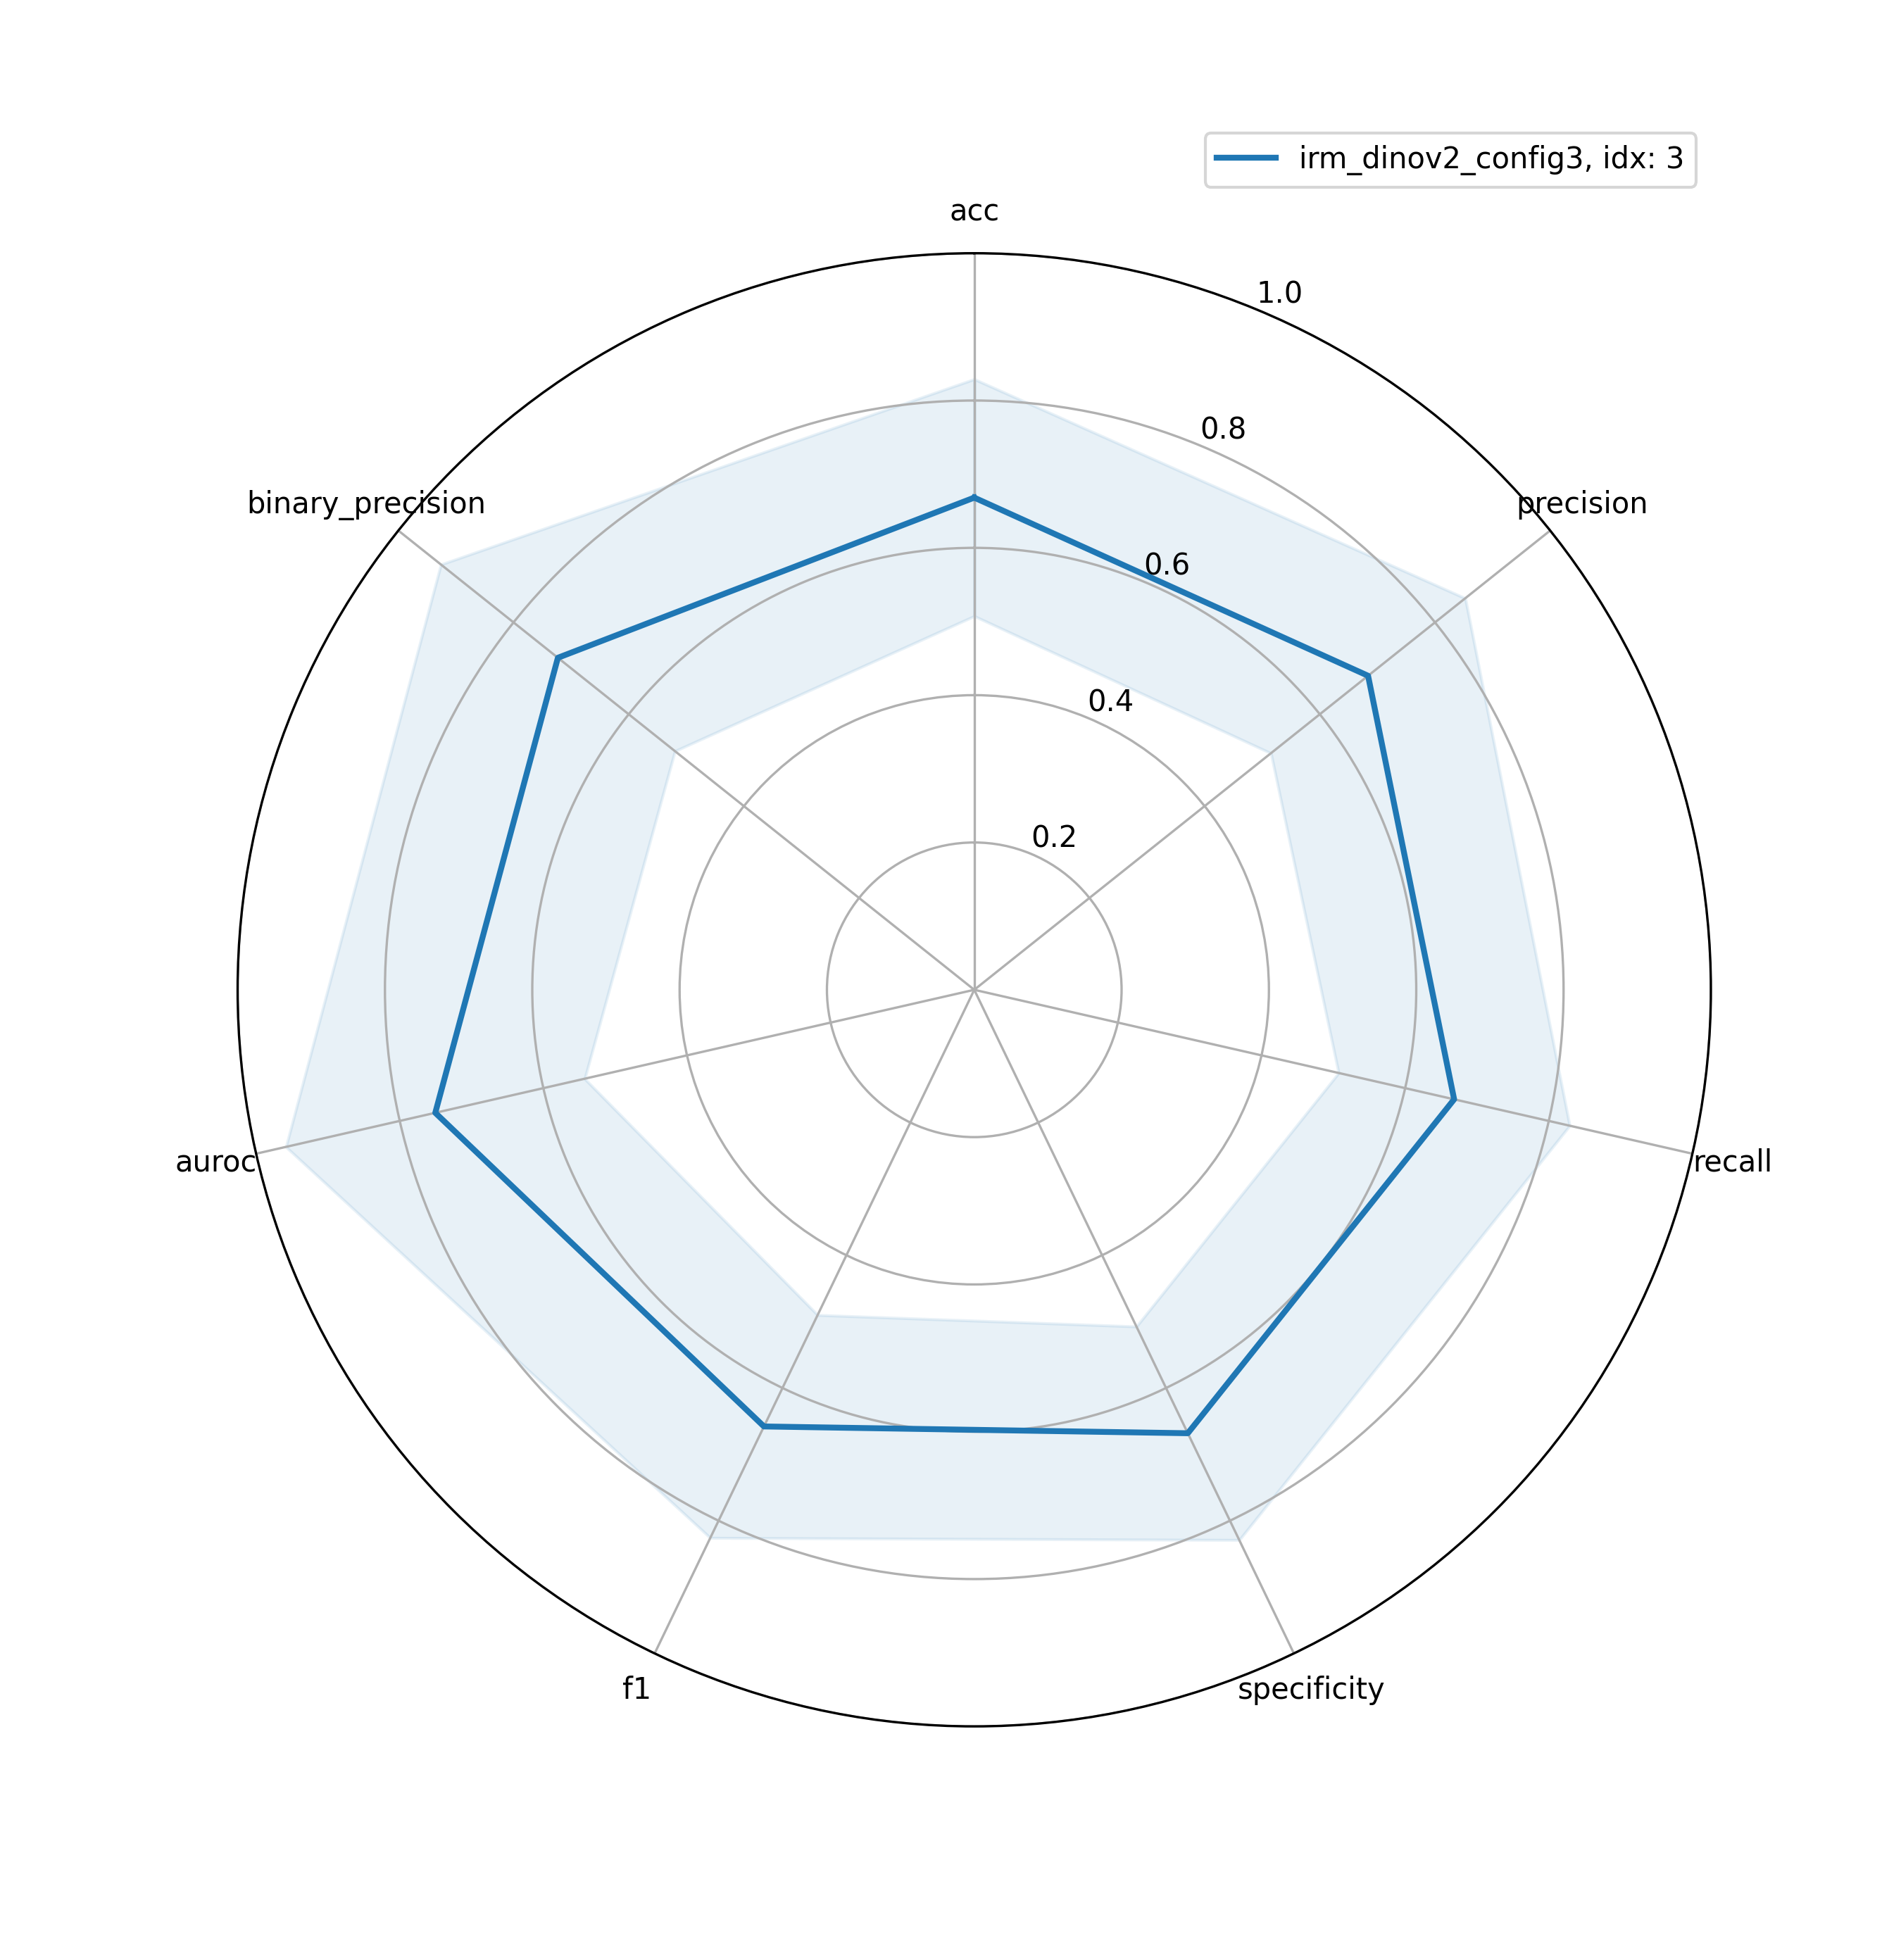 irm_dinov2_config3, idx: 3
acc
1.0
0.8
binary_precision
precision
0.6
0.4
0.2
auroc
recall
f1
specificity